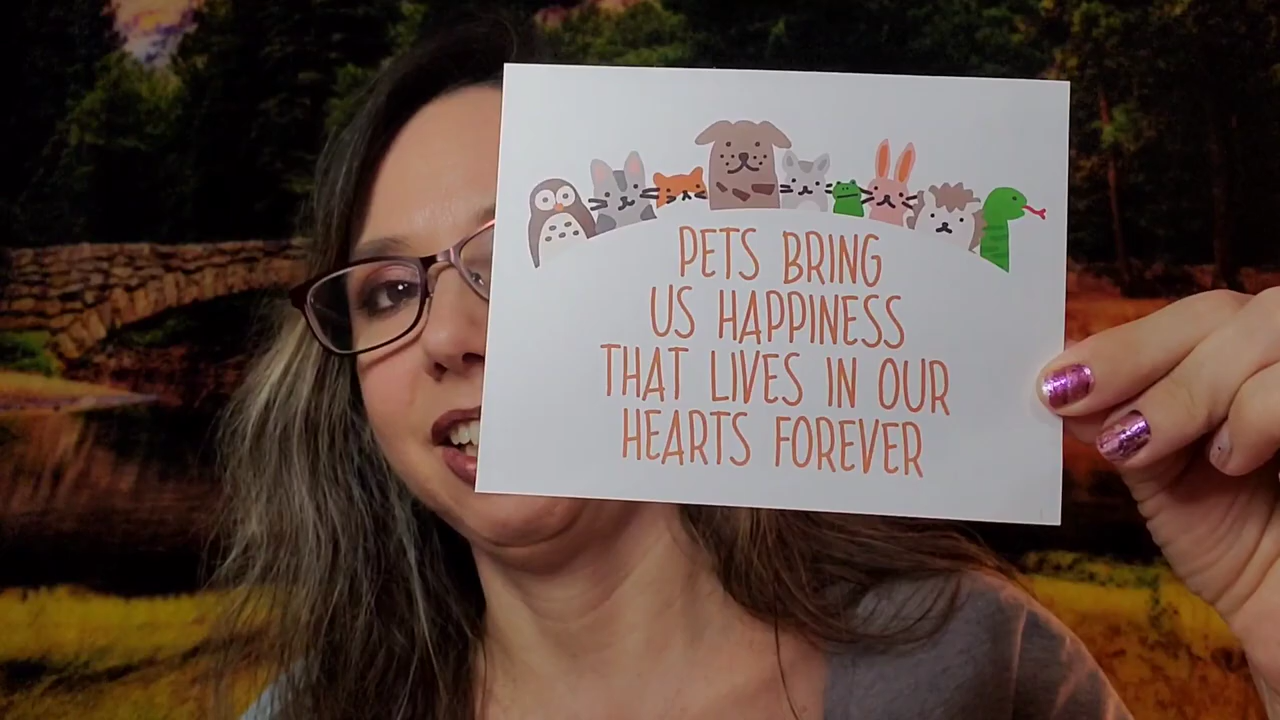 PETS BRING
US HAPPINESS
THAT LIVES IN OUR
HEARTS FOREVER